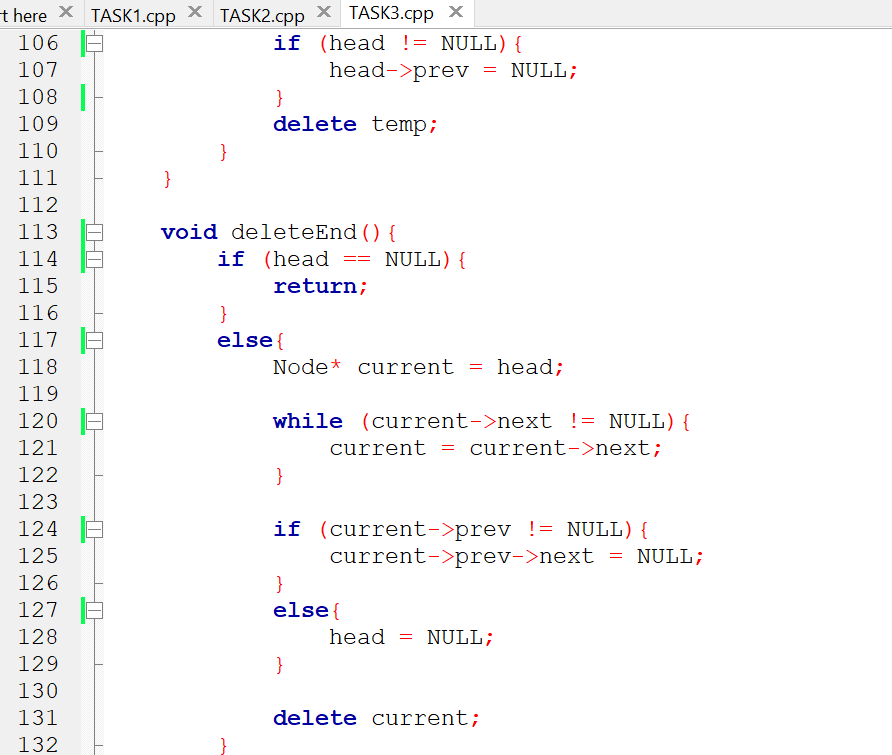 rt here TASK1.cpp TASK2.cpp TASK3.cpp
106 if (head != NULL){
107 head->prev = NULL;
108 }
109 delete temp;
110 }
111 }
112
113 void deleteEnd(){
114 if (head == NULL){
115 return;
116 }
117 else{
118 Node* current = head;
119
120 while (current->next != NULL){
121 current = current->next;
122 }
123
124 if (current->prev != NULL){
125 current->prev->next = NULL;
126 }
127 else{
128 head = NULL;
129 }
130
131 delete current;
132 }